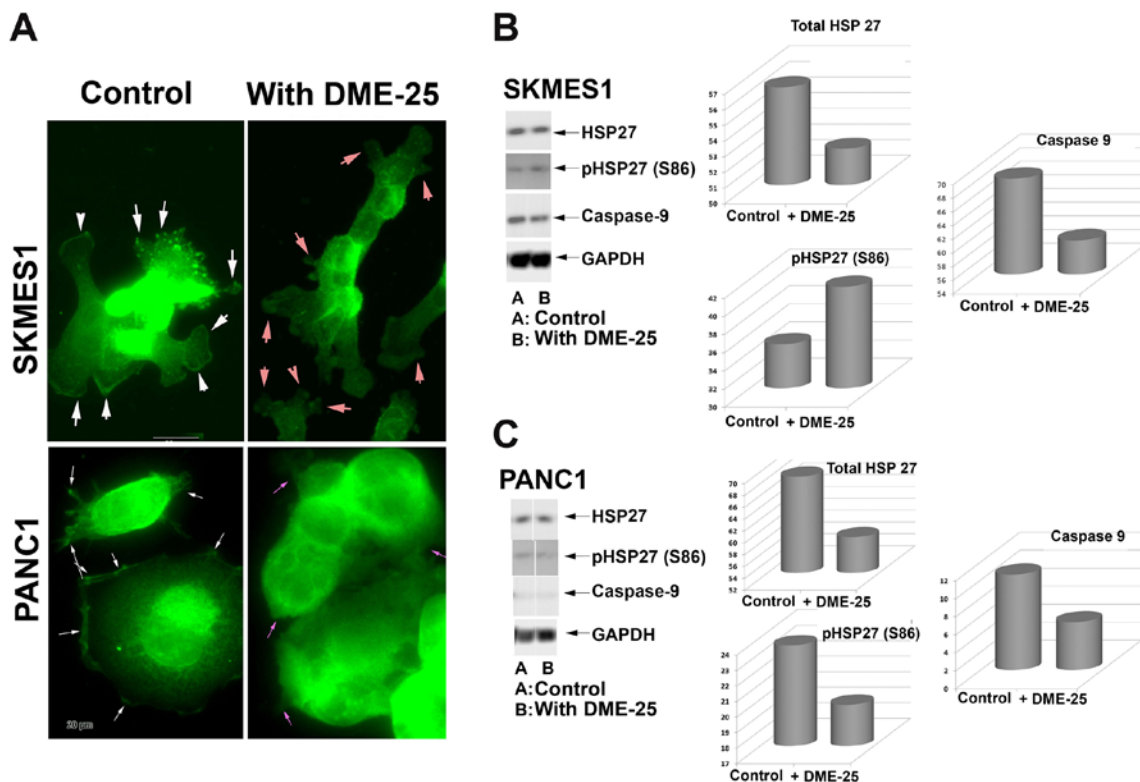 A
Control With DME-25
SKMES1
PANC1
20 µm
B
SKMES1
HSP27
pHSP27 (S86)
Caspase-9
GAPDH
A B
A: Control
B: With DME-25
Total HSP 27
57
56
55
54
53
52
51
50
Control + DME-25
pHSP27 (S86)
42
40
38
36
34
32
30
Control + DME-25
Caspase 9
70
68
66
64
62
60
58
56
54
Control + DME-25
C
PANC1
HSP27
pHSP27 (S86)
Caspase-9
GAPDH
A B
A:Control
B: With DME-25
Total HSP 27
70
68
66
64
62
60
58
56
54
52
Control + DME-25
pHSP27 (S86)
24
23
22
21
20
19
18
17
Control + DME-25
Caspase 9
12
10
8
6
4
2
0
Control + DME-25